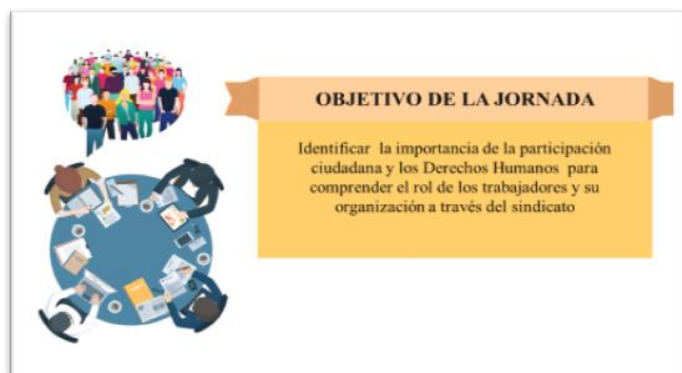 OBJETIVO DE LA JORNADA
Identificar la importancia de la participación
ciudadana y los Derechos Humanos para
comprender el rol de los trabajadores y su
organización a través del sindicato